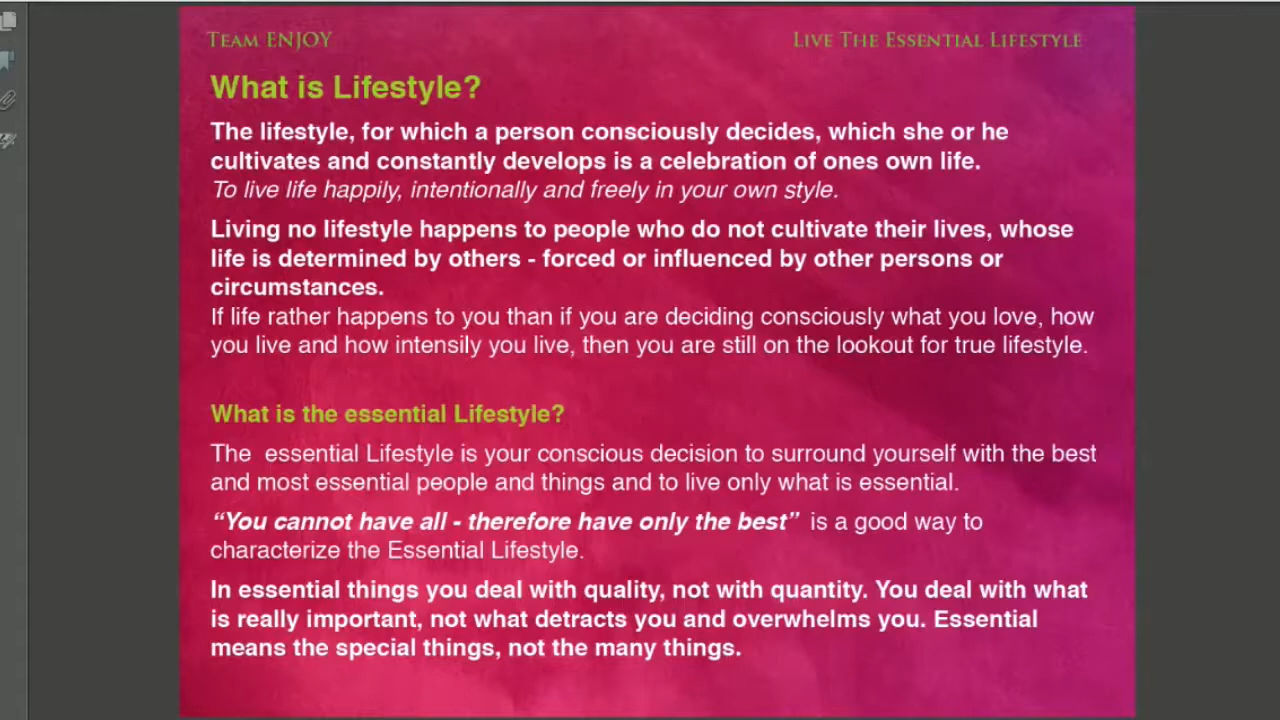 Team ENJOY
Live The Essential Lifestyle
What is Lifestyle?
The lifestyle, for which a person consciously decides, which she or he
cultivates and constantly develops is a celebration of ones own life.
To live life happily, intentionally and freely in your own style.
Living no lifestyle happens to people who do not cultivate their lives, whose
life is determined by others - forced or influenced by other persons or
circumstances.
If life rather happens to you than if you are deciding consciously what you love, how
you live and how intensily you live, then you are still on the lookout for true lifestyle.
What is the essential Lifestyle?
The essential Lifestyle is your conscious decision to surround yourself with the best
and most essential people and things and to live only what is essential.
“You cannot have all - therefore have only the best” is a good way to
characterize the Essential Lifestyle.
In essential things you deal with quality, not with quantity. You deal with what
is really important, not what detracts you and overwhelms you. Essential
means the special things, not the many things.